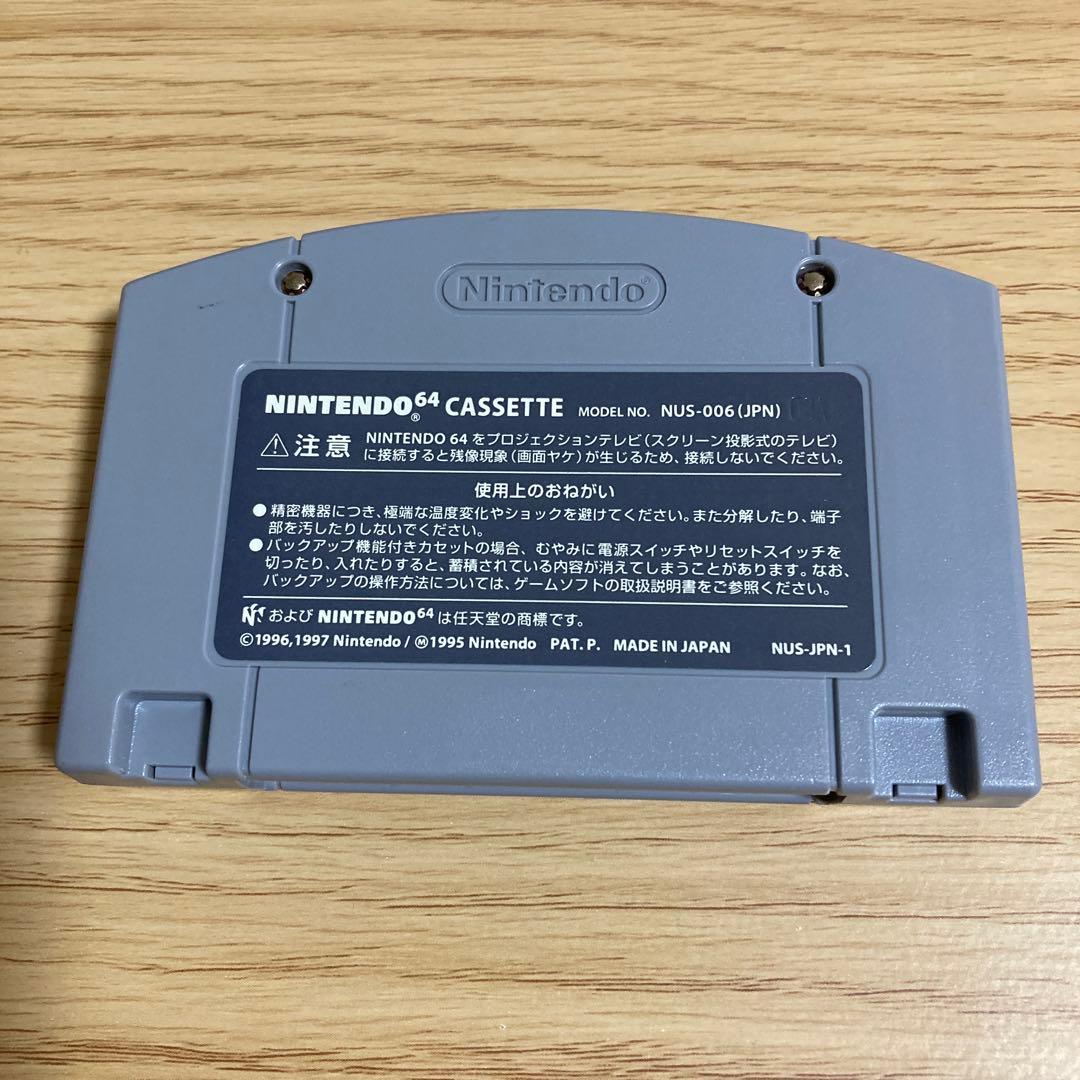 Nintendo®
NINTENDO64® CASSETTE MODEL NO. NUS-006(JPN)
⚠注意 NINTENDO 64 をプロジェクションテレビ(スクリーン投影式のテレビ)
に接続すると残像現象(画面ヤケ)が生じるため、接続しないでください。
使用上のおねがい
●精密機器につき、極端な温度変化やショックを避けてください。また分解したり、端子
部を汚したりしないでください。
●バックアップ機能付きカセットの場合、むやみに電源スイッチやリセットスイッチを
切ったり、入れたりすると、蓄積されている内容が消えてしまうことがあります。なお、
バックアップの操作方法については、ゲームソフトの取扱説明書をご参照ください。
および NINTENDO64 は任天堂の商標です。
©1996,1997 Nintendo / Ⓜ1995 Nintendo PAT. P. MADE IN JAPAN NUS-JPN-1